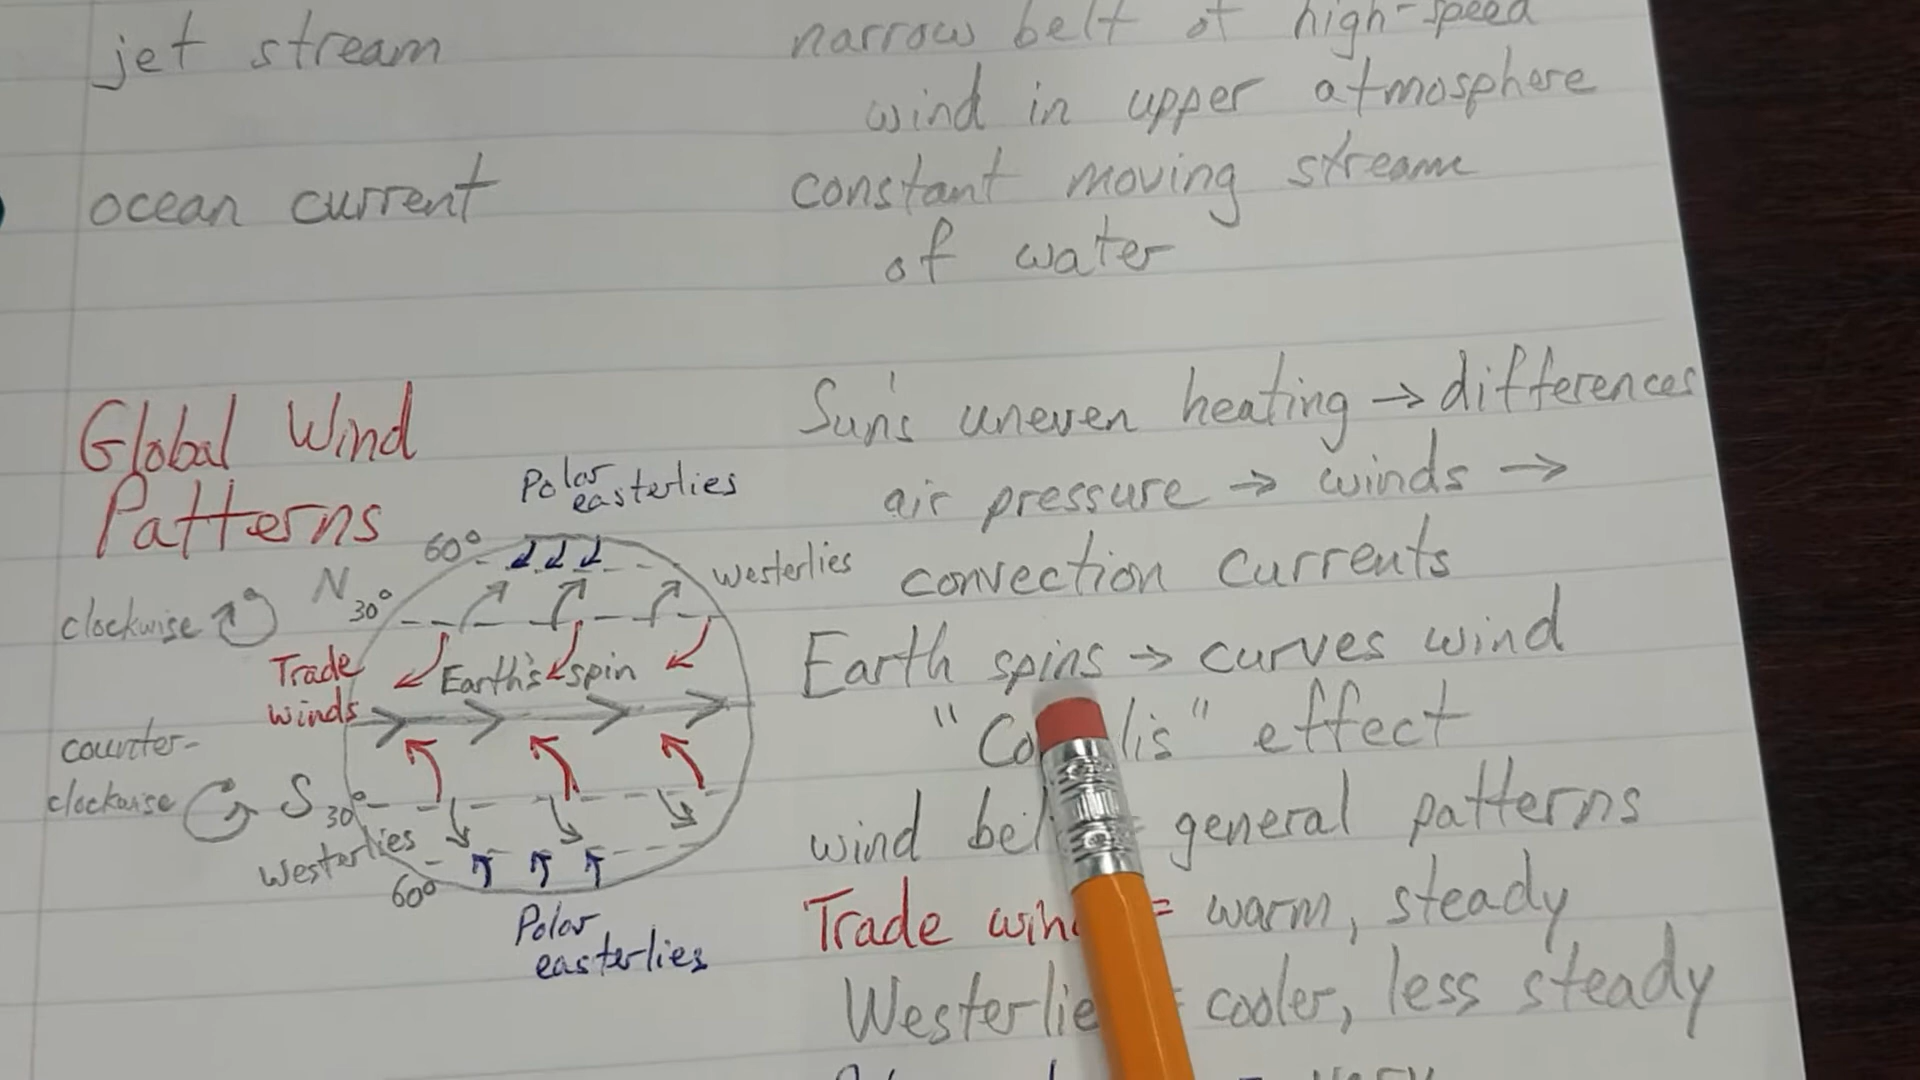 jet stream
narrow belt of high-speed
wind in upper atmosphere
ocean current
constant moving stream
of water
Global Wind
Patterns
Polar
easterlies
60°
westerlies
N
30°
clockwise
Trade
winds
Earth's spin
counter-
clockwise
S
30°
westerlies
60°
Polar
easterlies
Sun's uneven heating → differences
air pressure → winds →
convection currents
Earth spins → curves wind
" " effect
wind general patterns
Trade = warm, steady
cooler, less steady